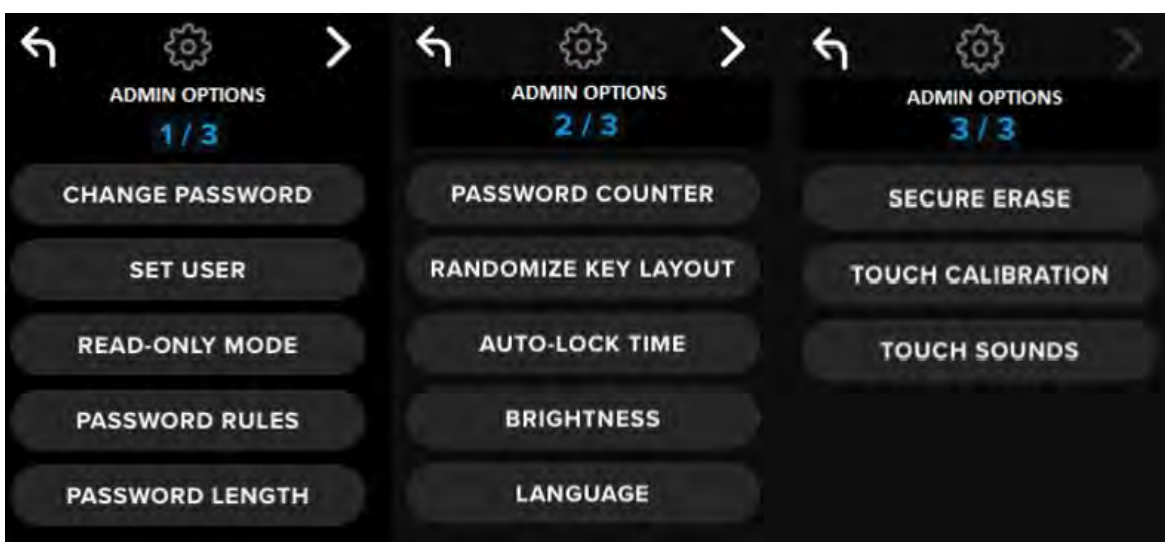 ADMIN OPTIONS
1 / 3
CHANGE PASSWORD
SET USER
READ-ONLY MODE
PASSWORD RULES
PASSWORD LENGTH
ADMIN OPTIONS
2 / 3
PASSWORD COUNTER
RANDOMIZE KEY LAYOUT
AUTO-LOCK TIME
BRIGHTNESS
LANGUAGE
ADMIN OPTIONS
3 / 3
SECURE ERASE
TOUCH CALIBRATION
TOUCH SOUNDS